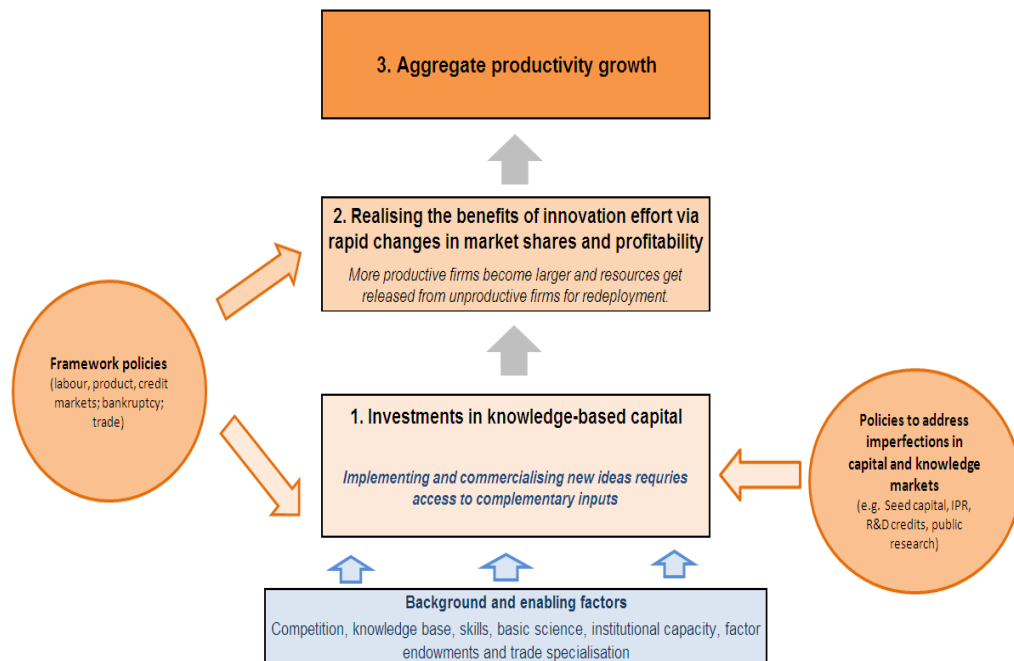 3. Aggregate productivity growth
2. Realising the benefits of innovation effort via
rapid changes in market shares and profitability
More productive firms become larger and resources get
released from unproductive firms for redeployment.
Framework policies
(labour, product, credit
markets; bankruptcy;
trade)
1. Investments in knowledge-based capital
Implementing and commercialising new ideas requries
access to complementary inputs
Policies to address
imperfections in
capital and knowledge
markets
(e.g. Seed capital, IPR,
R&D credits, public
research)
Background and enabling factors
Competition, knowledge base, skills, basic science, institutional capacity, factor
endowments and trade specialisation